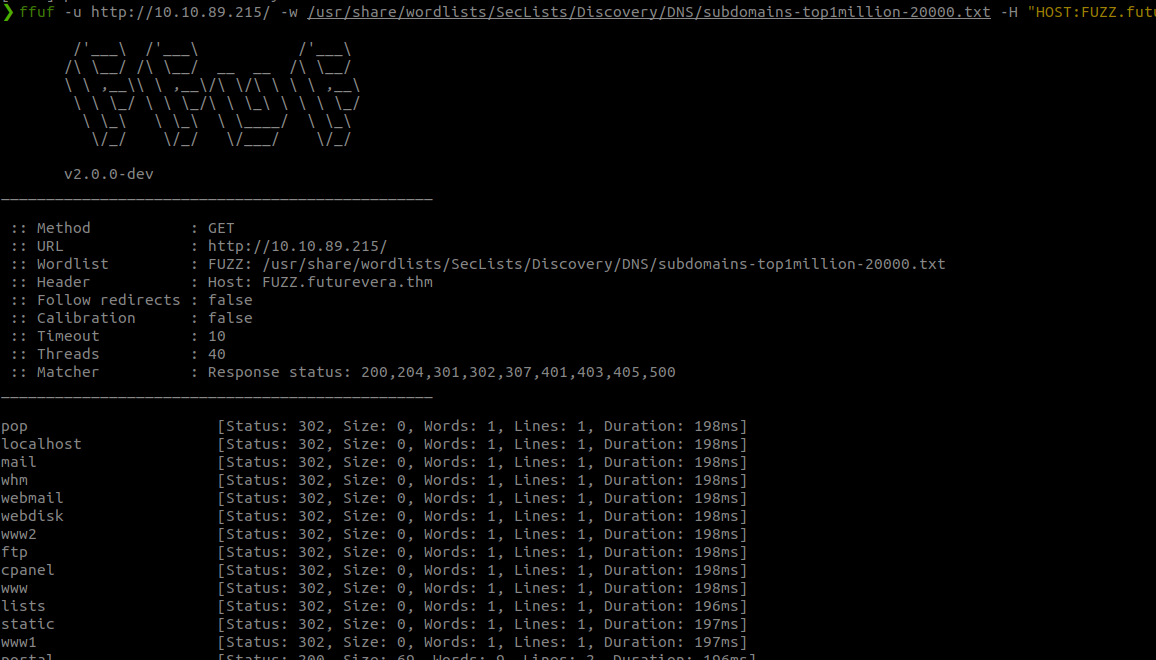 ❯ ffuf -u http://10.10.89.215/ -w /usr/share/wordlists/SecLists/Discovery/DNS/subdomains-top1million-20000.txt -H "HOST:FUZZ.futu
v2.0.0-dev
:: Method : GET
:: URL : http://10.10.89.215/
:: Wordlist : FUZZ: /usr/share/wordlists/SecLists/Discovery/DNS/subdomains-top1million-20000.txt
:: Header : Host: FUZZ.futurevera.thm
:: Follow redirects : false
:: Calibration : false
:: Timeout : 10
:: Threads : 40
:: Matcher : Response status: 200,204,301,302,307,401,403,405,500
pop [Status: 302, Size: 0, Words: 1, Lines: 1, Duration: 198ms]
localhost [Status: 302, Size: 0, Words: 1, Lines: 1, Duration: 198ms]
mail [Status: 302, Size: 0, Words: 1, Lines: 1, Duration: 198ms]
whm [Status: 302, Size: 0, Words: 1, Lines: 1, Duration: 198ms]
webmail [Status: 302, Size: 0, Words: 1, Lines: 1, Duration: 198ms]
webdisk [Status: 302, Size: 0, Words: 1, Lines: 1, Duration: 198ms]
www2 [Status: 302, Size: 0, Words: 1, Lines: 1, Duration: 198ms]
ftp [Status: 302, Size: 0, Words: 1, Lines: 1, Duration: 198ms]
cpanel [Status: 302, Size: 0, Words: 1, Lines: 1, Duration: 198ms]
www [Status: 302, Size: 0, Words: 1, Lines: 1, Duration: 198ms]
lists [Status: 302, Size: 0, Words: 1, Lines: 1, Duration: 196ms]
static [Status: 302, Size: 0, Words: 1, Lines: 1, Duration: 197ms]
www1 [Status: 302, Size: 0, Words: 1, Lines: 1, Duration: 197ms]
portal [Status: 200, Size: 69, Words: 9, Lines: 2, Duration: 196ms]